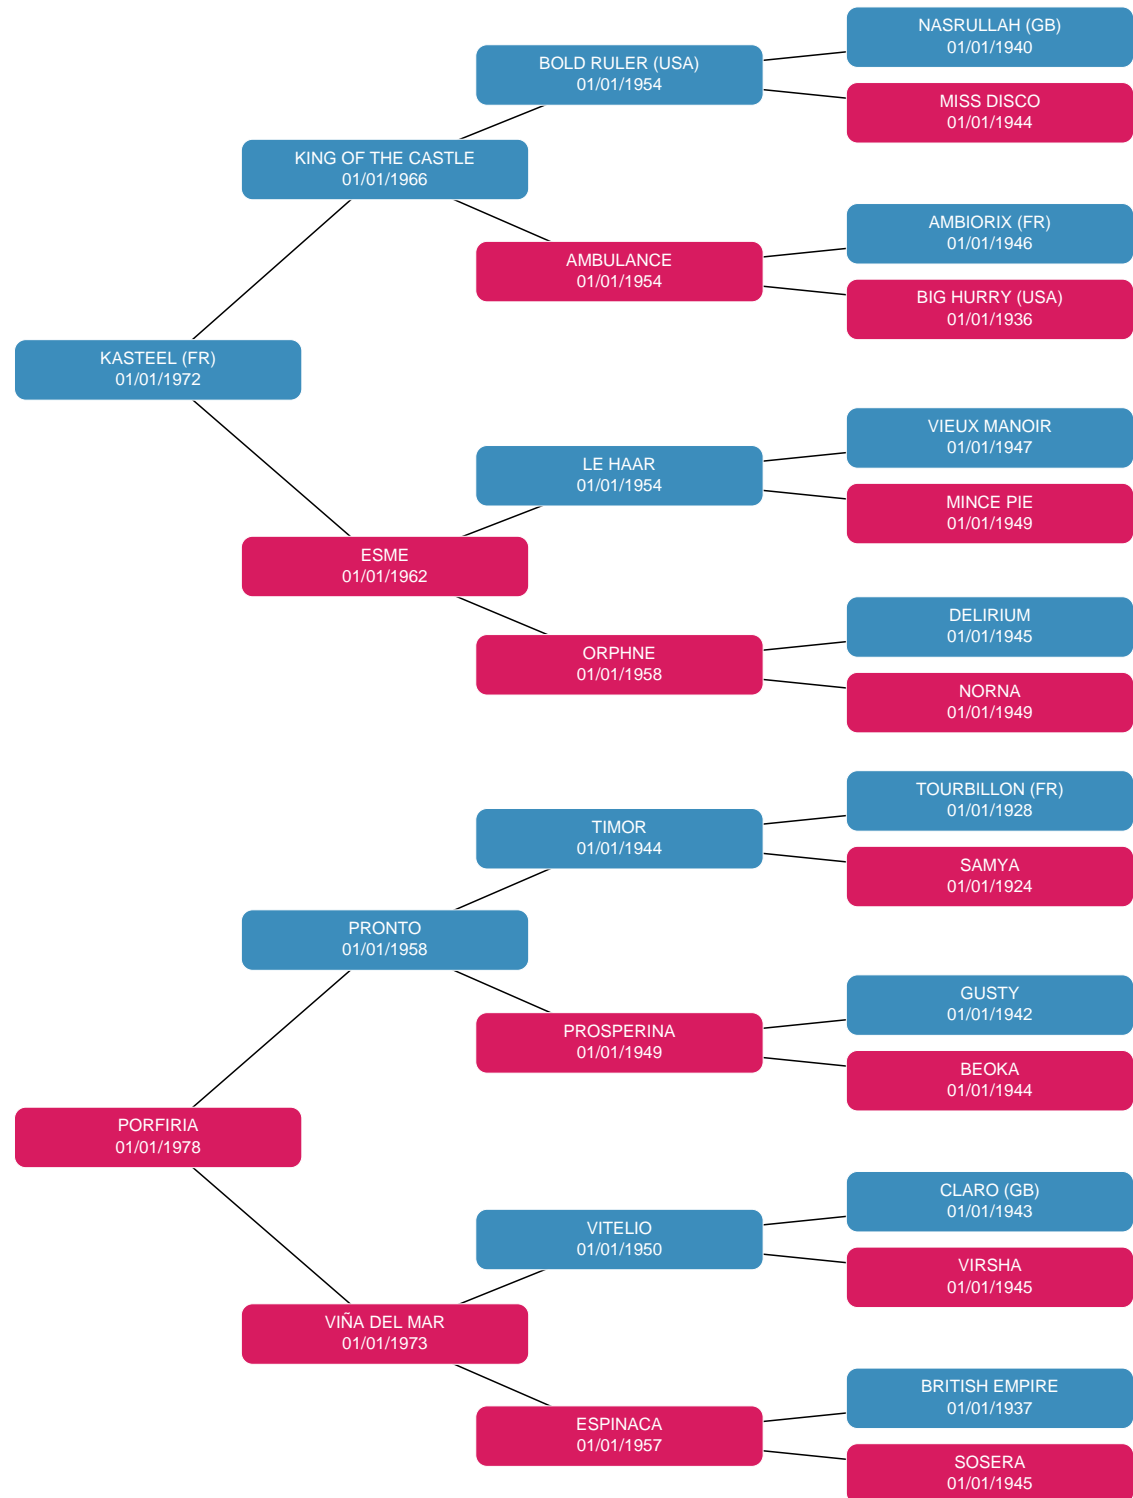 NASRULLAH (GB)
01/01/1940
BOLD RULER (USA)
01/01/1954
MISS DISCO
01/01/1944
KING OF THE CASTLE
01/01/1966
AMBIORIX (FR)
01/01/1946
AMBULANCE
01/01/1954
BIG HURRY (USA)
01/01/1936
KASTEEL (FR)
01/01/1972
VIEUX MANOIR
01/01/1947
LE HAAR
01/01/1954
MINCE PIE
01/01/1949
ESME
01/01/1962
DELIRIUM
01/01/1945
ORPHNE
01/01/1958
NORNA
01/01/1949
TOURBILLON (FR)
01/01/1928
TIMOR
01/01/1944
SAMYA
01/01/1924
PRONTO
01/01/1958
GUSTY
01/01/1942
PROSPERINA
01/01/1949
BEOKA
01/01/1944
PORFIRIA
01/01/1978
CLARO (GB)
01/01/1943
VITELIO
01/01/1950
VIRSHA
01/01/1945
VIÑA DEL MAR
01/01/1973
BRITISH EMPIRE
01/01/1937
ESPINACA
01/01/1957
SOSERA
01/01/1945